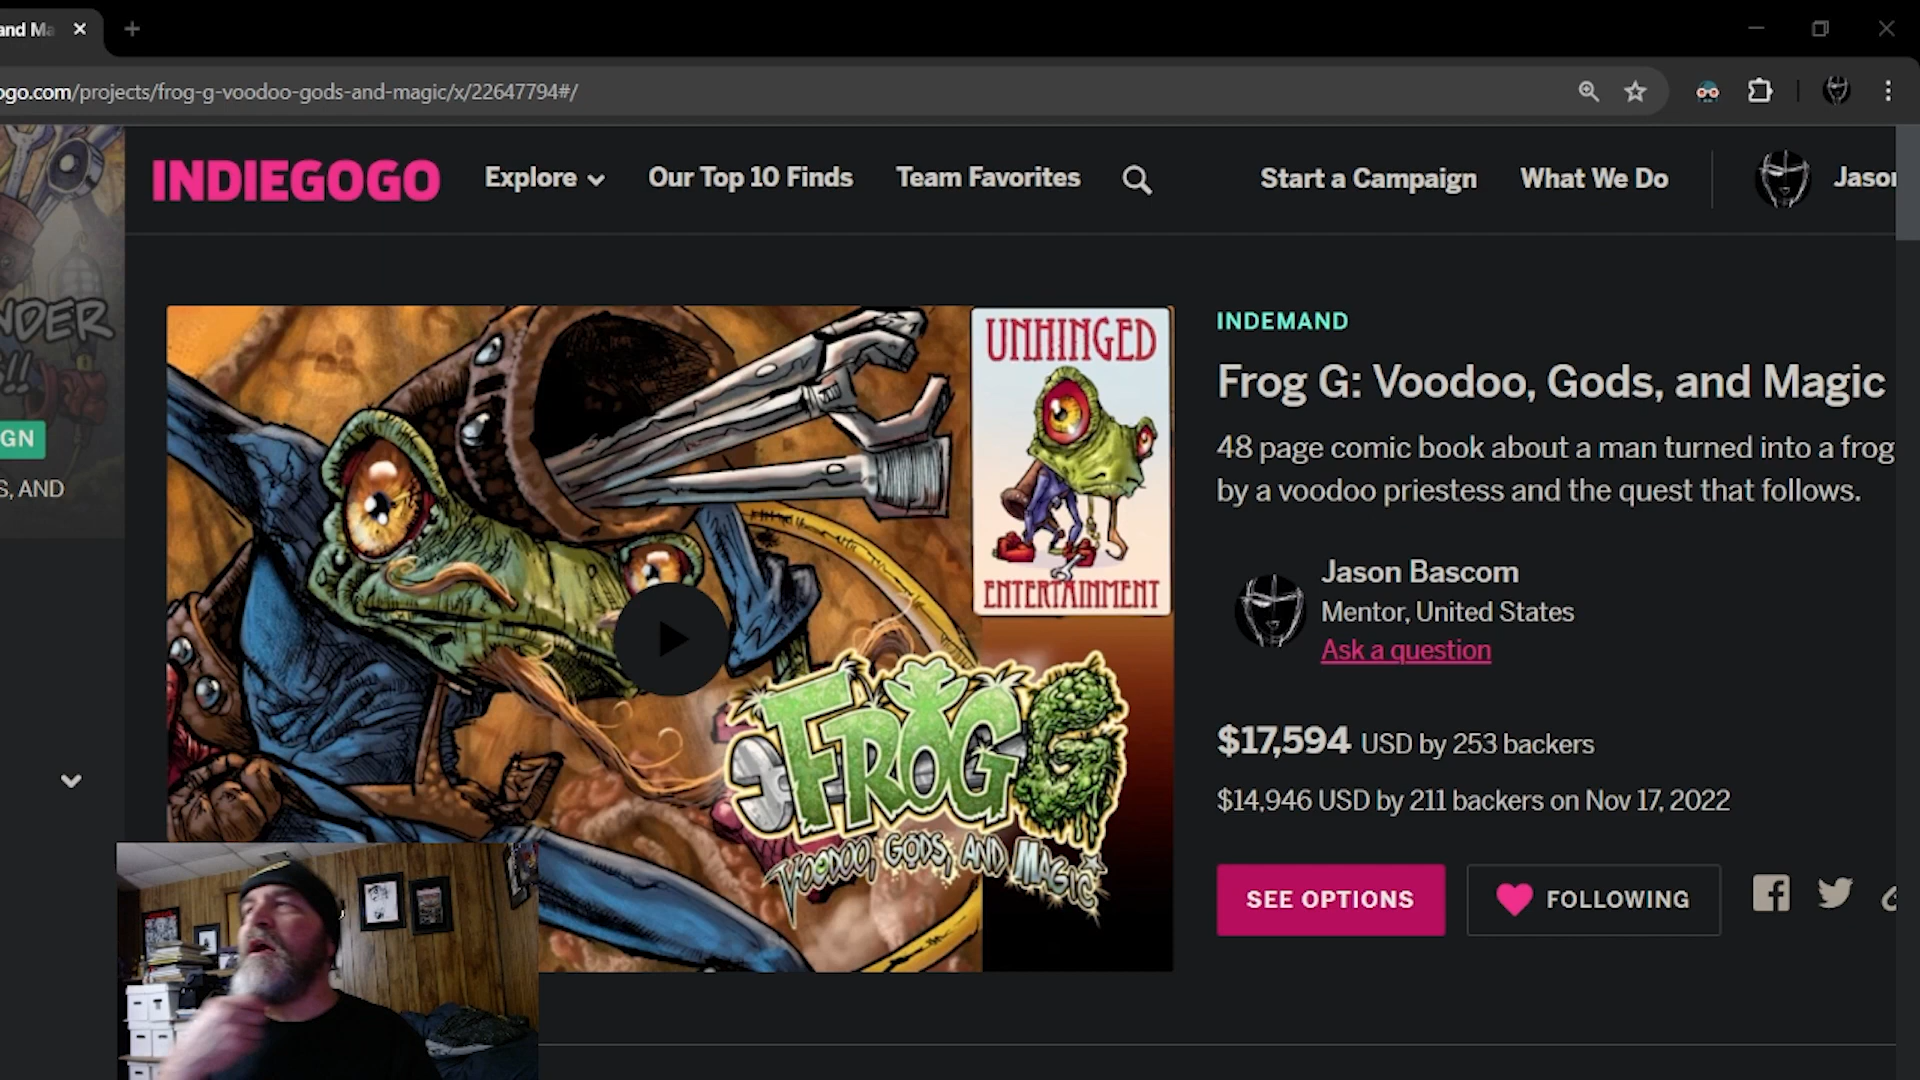 and Ma
ogo.com/projects/frog-g-voodoo-gods-and-magic/x/22647794#/
INDIEGOGO
Explore
Our Top 10 Finds
Team Favorites
Start a Campaign
What We Do
Jason
NDER
!!
GN
S, AND
UNHINGED
ENTERTAINMENT
FROG G
VOODOO, GODS, AND MAGIC
INDEMAND
Frog G: Voodoo, Gods, and Magic
48 page comic book about a man turned into a frog
by a voodoo priestess and the quest that follows.
Jason Bascom
Mentor, United States
Ask a question
$17,594 USD by 253 backers
$14,946 USD by 211 backers on Nov 17, 2022
SEE OPTIONS
FOLLOWING